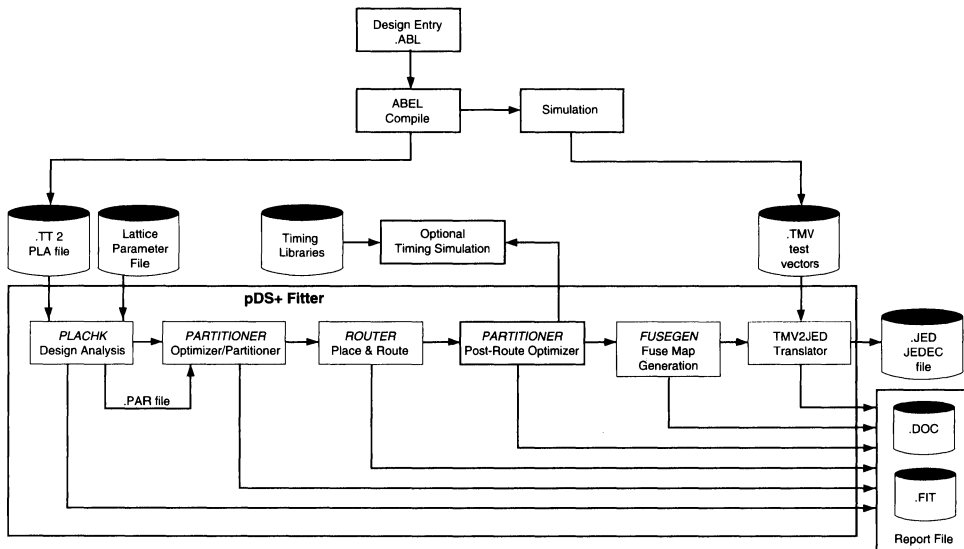 Design Entry
.ABL
ABEL
Compile
Simulation
.TT 2
PLA file
Lattice
Parameter
File
Timing
Libraries
Optional
Timing Simulation
.TMV
test
vectors
pDS+ Fitter
PLACHK
Design Analysis
PARTITIONER
Optimizer/Partitioner
ROUTER
Place & Route
PARTITIONER
Post-Route Optimizer
FUSEGEN
Fuse Map
Generation
TMV2JED
Translator
.JED
JEDEC
file
.PAR file
.DOC
.FIT
Report File